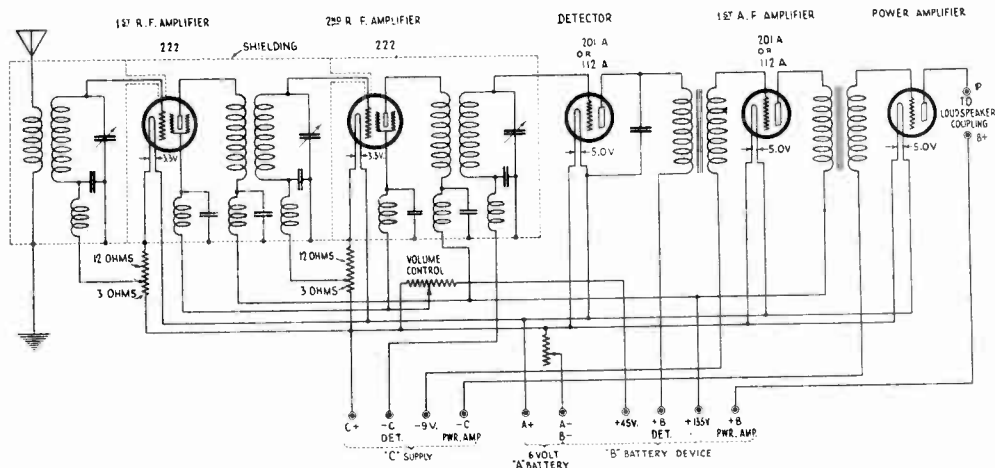 1ST R.F. AMPLIFIER
222
SHIELDING
2ND R F. AMPLIFIER
222
DETECTOR
201 A
OR
112 A
1ST A.F AMPLIFIER
201 A
OR
112 A
POWER AMPLIFIER
P
TO
LOUDSPEAKER
COUPLING
B+
3.3V
3.3V
5.0V
5.0V
5.0V
12 OHMS
3 OHMS
12 OHMS
3 OHMS
VOLUME
CONTROL
C+
-C
DET.
-9 V.
-C
PWR. AMP
A+
A-
B-
+45V.
+B
DET.
+135V
+B
PWR. AMP.
"C" SUPPLY
6 VOLT
"A" BATTERY
"B" BATTERY DEVICE